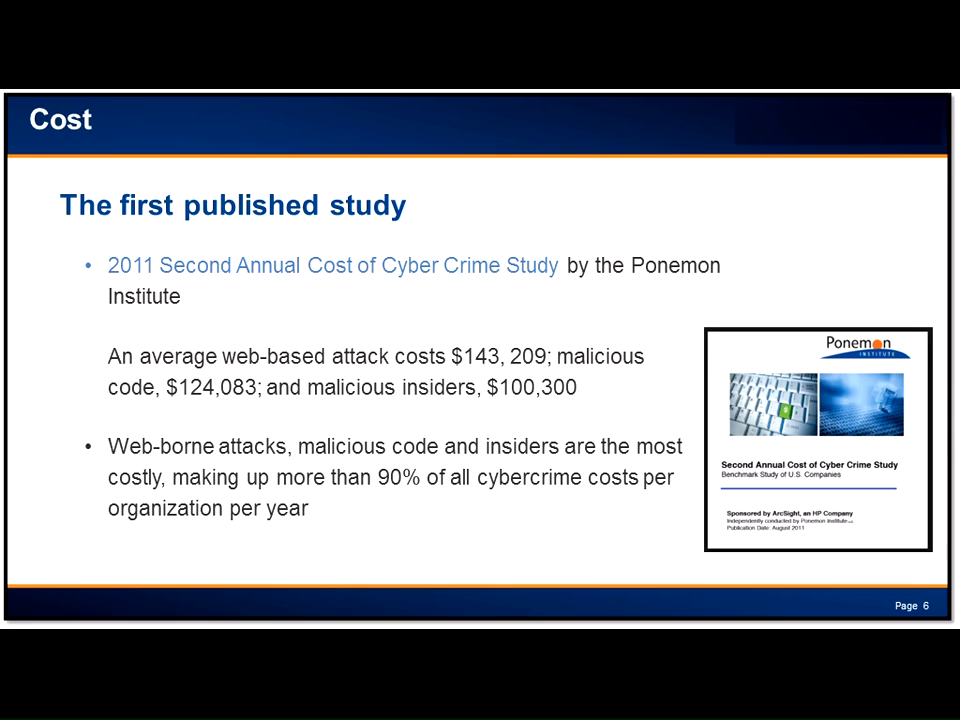 Cost
The first published study
• 2011 Second Annual Cost of Cyber Crime Study by the Ponemon
Institute
An average web-based attack costs $143, 209; malicious
code, $124,083; and malicious insiders, $100,300
• Web-borne attacks, malicious code and insiders are the most
costly, making up more than 90% of all cybercrime costs per
organization per year
Ponemon
INSTITUTE
Second Annual Cost of Cyber Crime Study
Benchmark Study of U.S. Companies
Sponsored by ArcSight, an HP Company
Independently conducted by Ponemon Institute
Publication Date: August 2011
Page 6